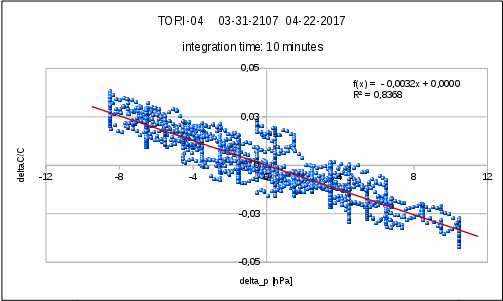 TORI-04 03-31-2107 04-22-2017
integration time: 10 minutes
0,05
f(x) = - 0,0032x + 0,0000
R² = 0,8368
0,03
deltaC/C
-12 -8 -4 0 4 8 12
-0,03
-0,05
delta_p [hPa]